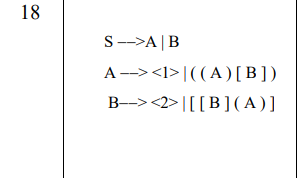 18
S —>A | B
A —> <1> | ( ( A ) [ B ] )
B—> <2> | [ [ B ] ( A ) ]